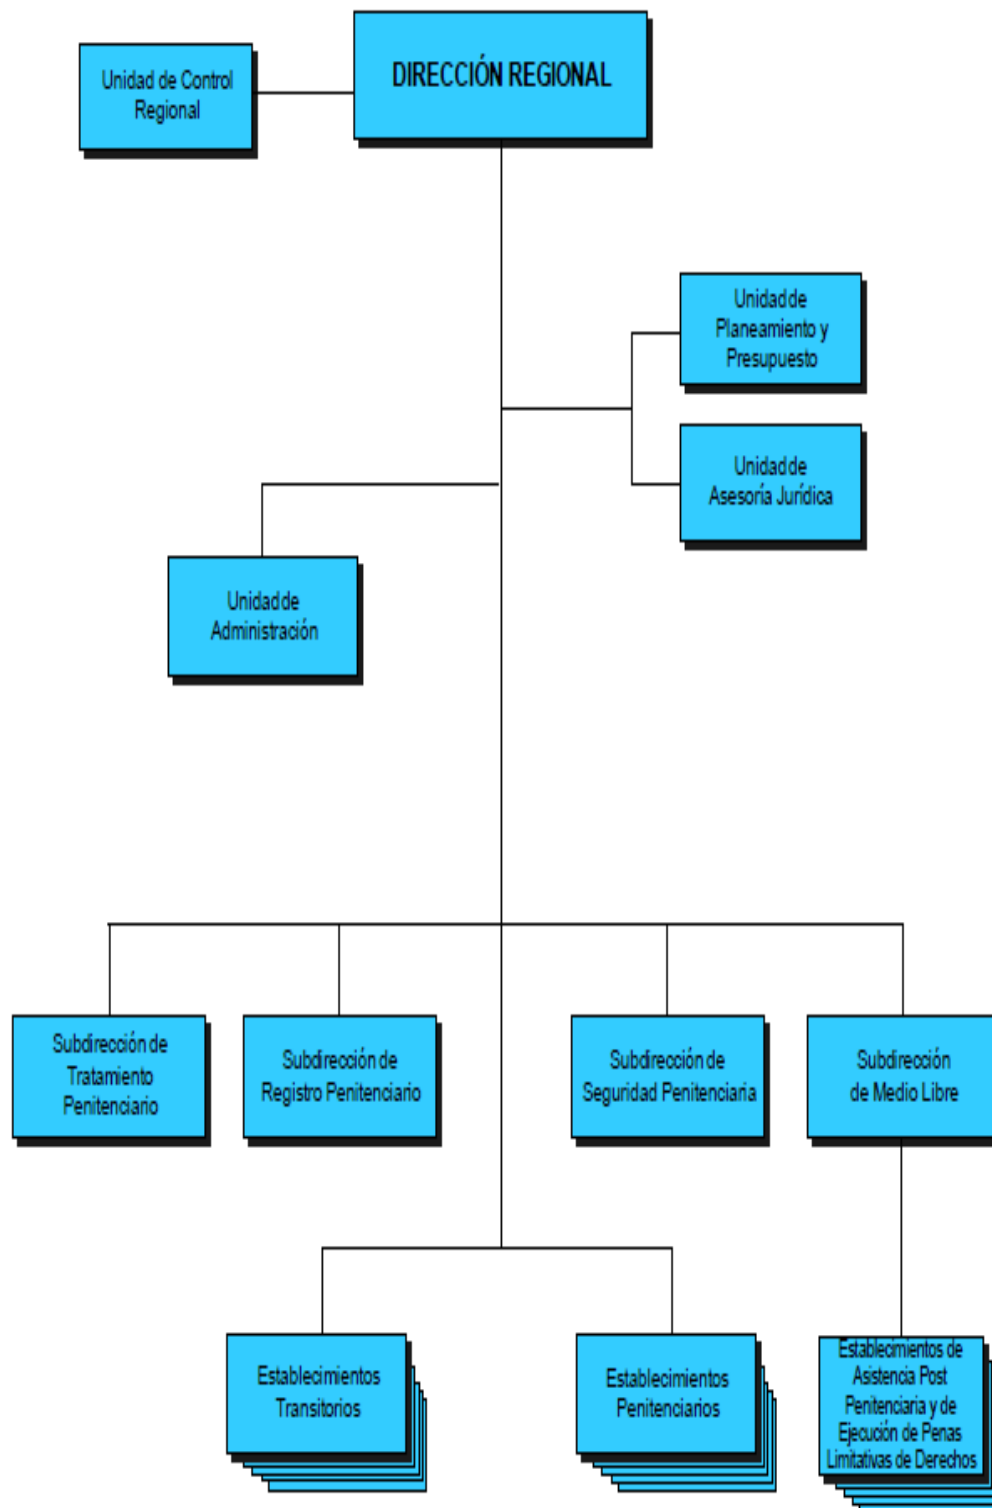 Unidad de Control
Regional
DIRECCIÓN REGIONAL
Unidad de
Planeamiento y
Presupuesto
Unidad de
Asesoría Jurídica
Unidad de
Administración
Subdirección de
Tratamiento
Penitenciario
Subdirección de
Registro Penitenciario
Subdirección de
Seguridad Penitenciaria
Subdirección
de Medio Libre
Establecimientos
Transitorios
Establecimientos
Penitenciarios
Establecimientos de
Asistencia Post
Penitenciaria y de
Ejecución de Penas
Limitativas de Derechos